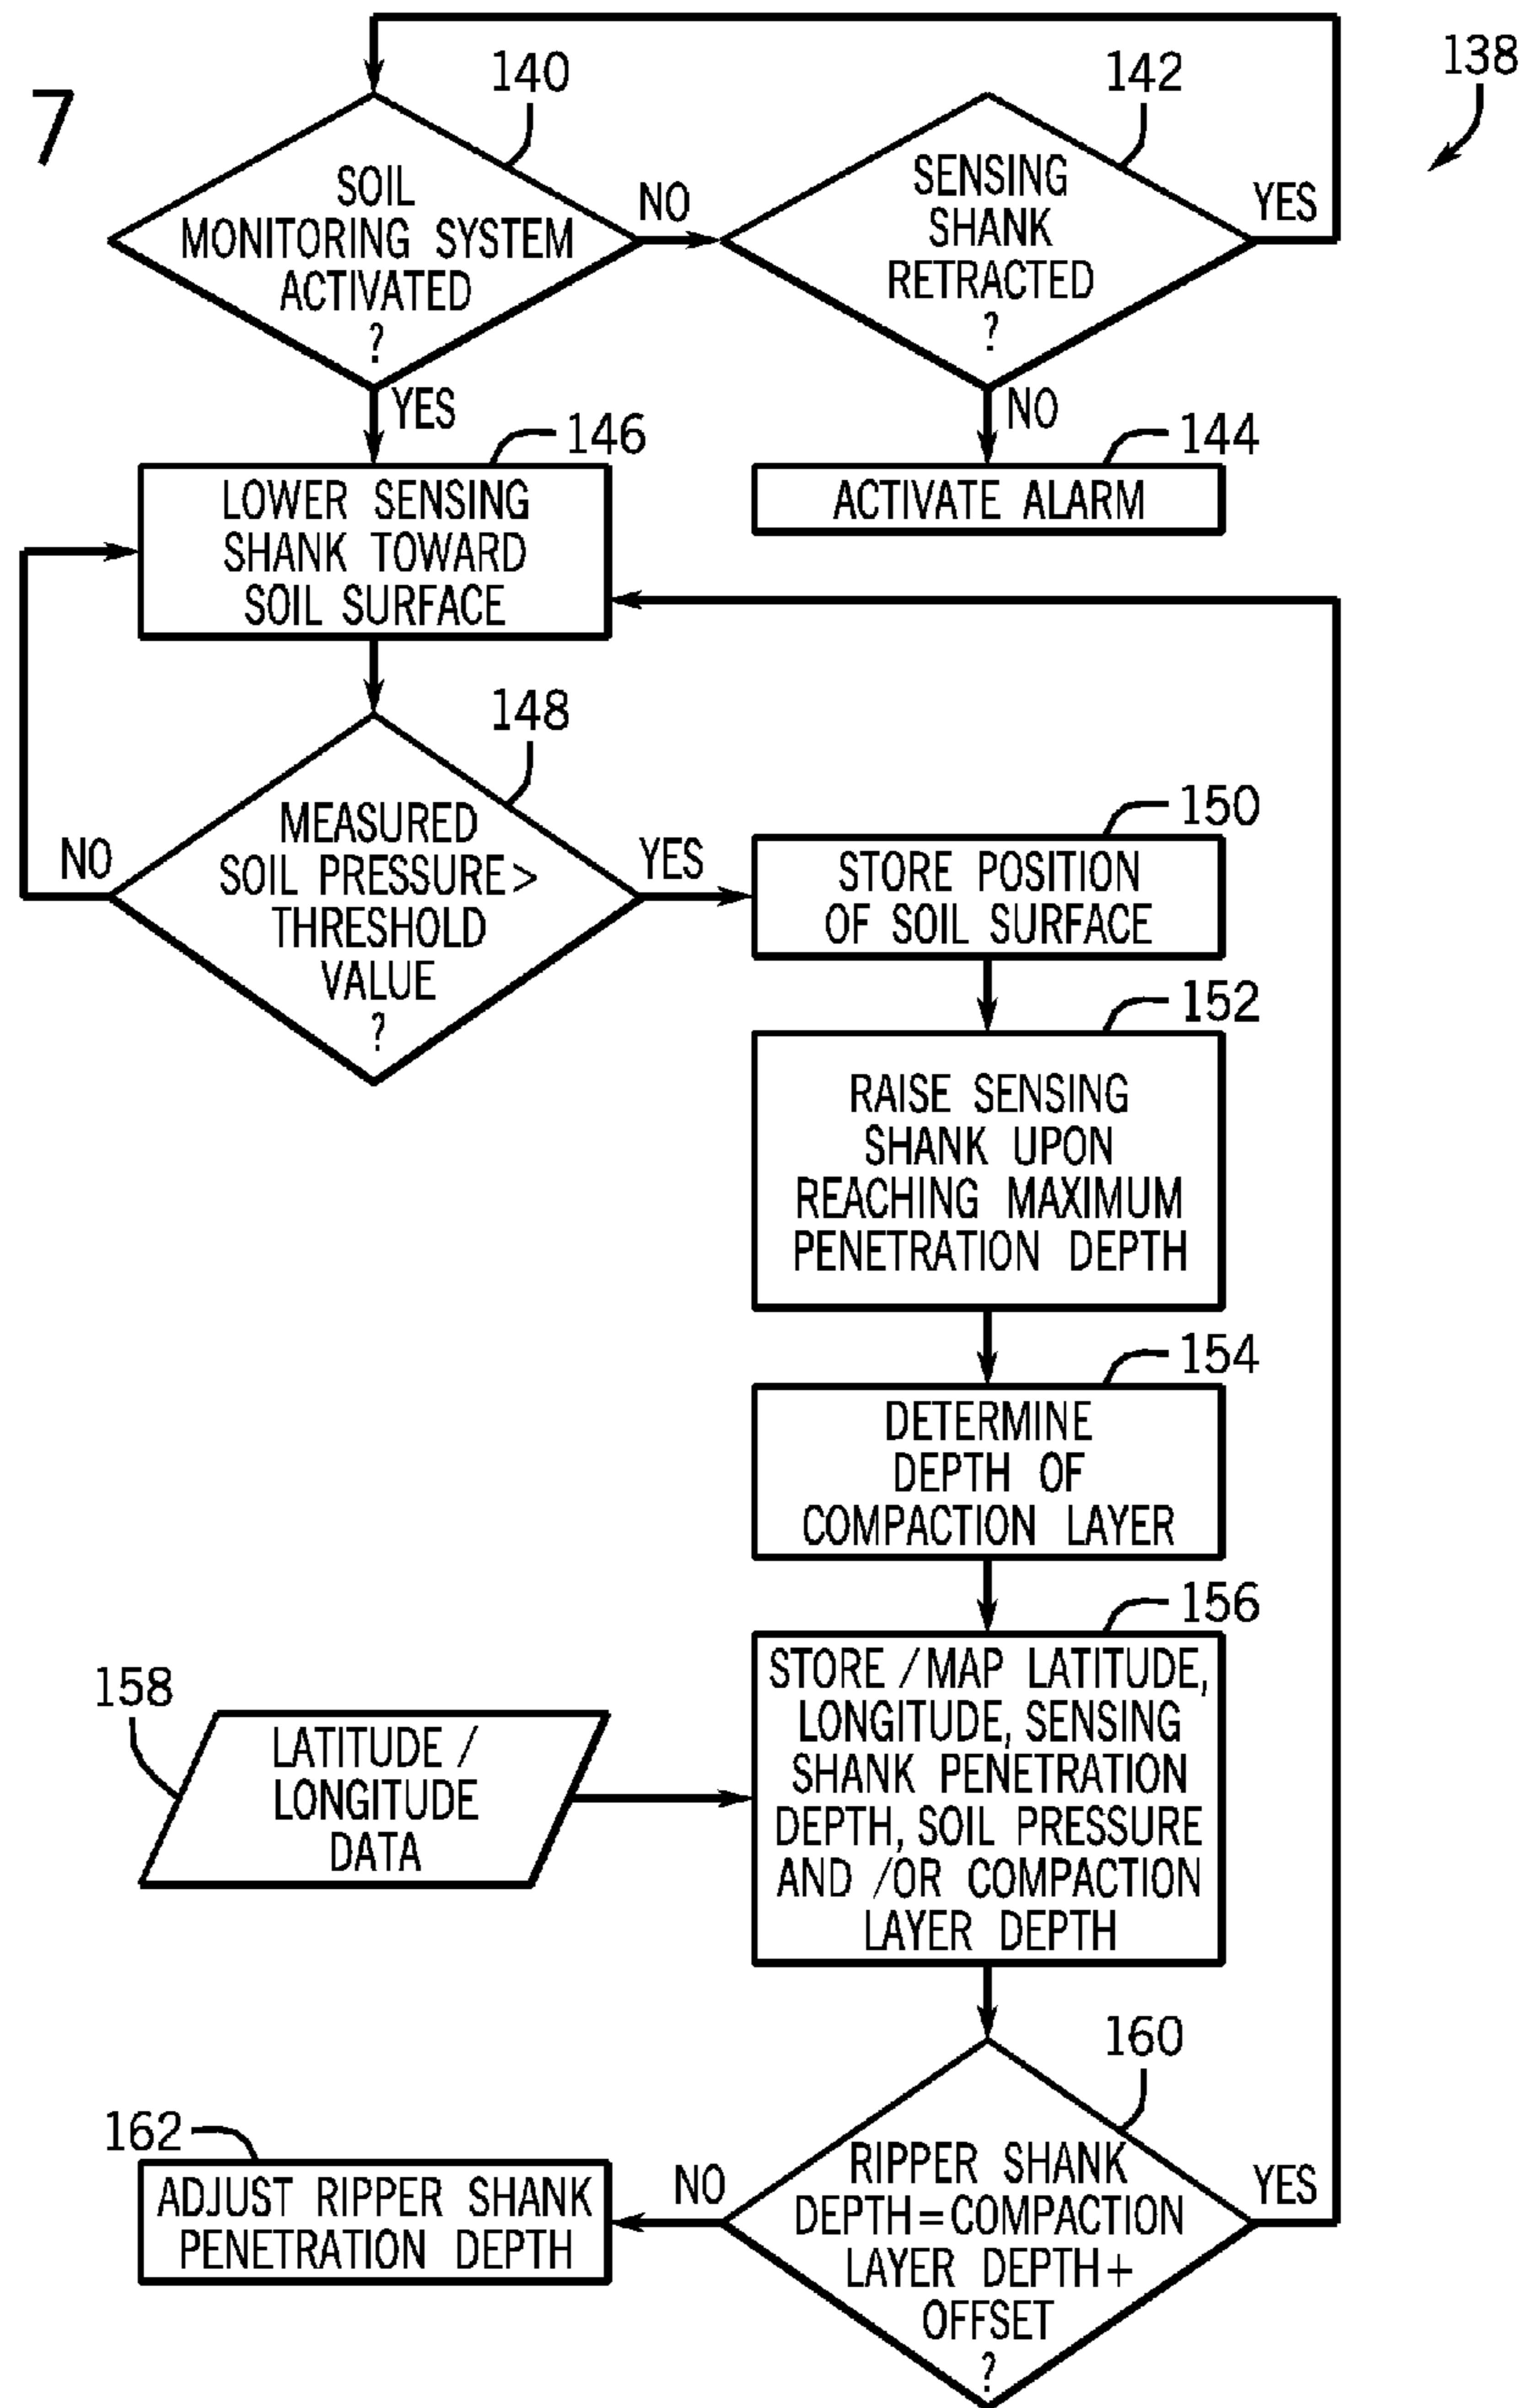 7
138
140
SOIL
MONITORING SYSTEM
ACTIVATED
?
NO
142
SENSING
SHANK
RETRACTED
?
YES
YES
NO
146
LOWER SENSING
SHANK TOWARD
SOIL SURFACE
144
ACTIVATE ALARM
148
MEASURED
SOIL PRESSURE >
THRESHOLD
VALUE
?
NO
YES
150
STORE POSITION
OF SOIL SURFACE
152
RAISE SENSING
SHANK UPON
REACHING MAXIMUM
PENETRATION DEPTH
154
DETERMINE
DEPTH OF
COMPACTION LAYER
156
STORE / MAP LATITUDE,
LONGITUDE, SENSING
SHANK PENETRATION
DEPTH, SOIL PRESSURE
AND /OR COMPACTION
LAYER DEPTH
158
LATITUDE /
LONGITUDE
DATA
160
RIPPER SHANK
DEPTH = COMPACTION
LAYER DEPTH +
OFFSET
?
NO
YES
162
ADJUST RIPPER SHANK
PENETRATION DEPTH